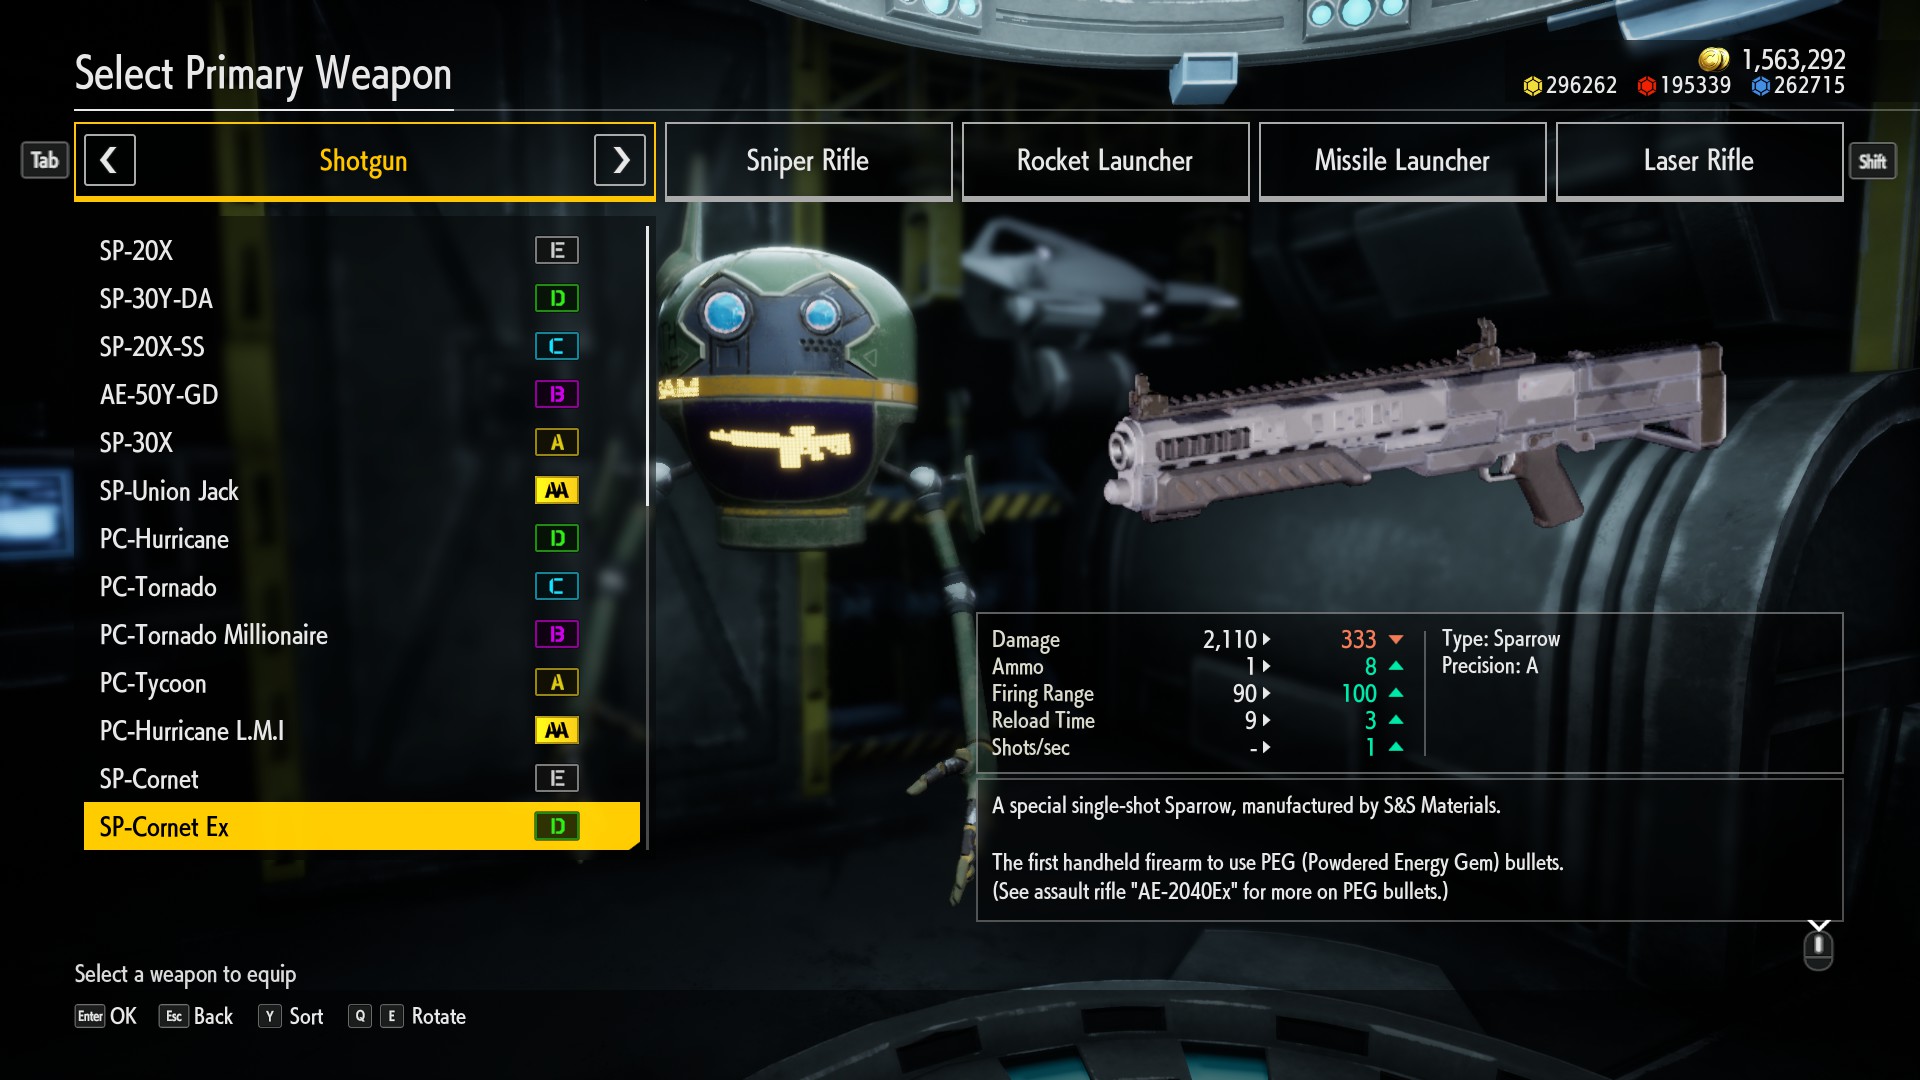 Select Primary Weapon
1,563,292
296262 195339 262715
Tab
Shotgun
Sniper Rifle
Rocket Launcher
Missile Launcher
Laser Rifle
Shift
SP-20X E
SP-30Y-DA D
SP-20X-SS C
AE-50Y-GD B
SP-30X A
SP-Union Jack AA
PC-Hurricane D
PC-Tornado C
PC-Tornado Millionaire B
PC-Tycoon A
PC-Hurricane L.M.I AA
SP-Cornet E
SP-Cornet Ex D
Damage 2,110 333
Ammo 1 8
Firing Range 90 100
Reload Time 9 3
Shots/sec - 1
Type: Sparrow
Precision: A
A special single-shot Sparrow, manufactured by S&S Materials.
The first handheld firearm to use PEG (Powdered Energy Gem) bullets.
(See assault rifle "AE-2040Ex" for more on PEG bullets.)
Select a weapon to equip
Enter OK Esc Back Y Sort Q E Rotate